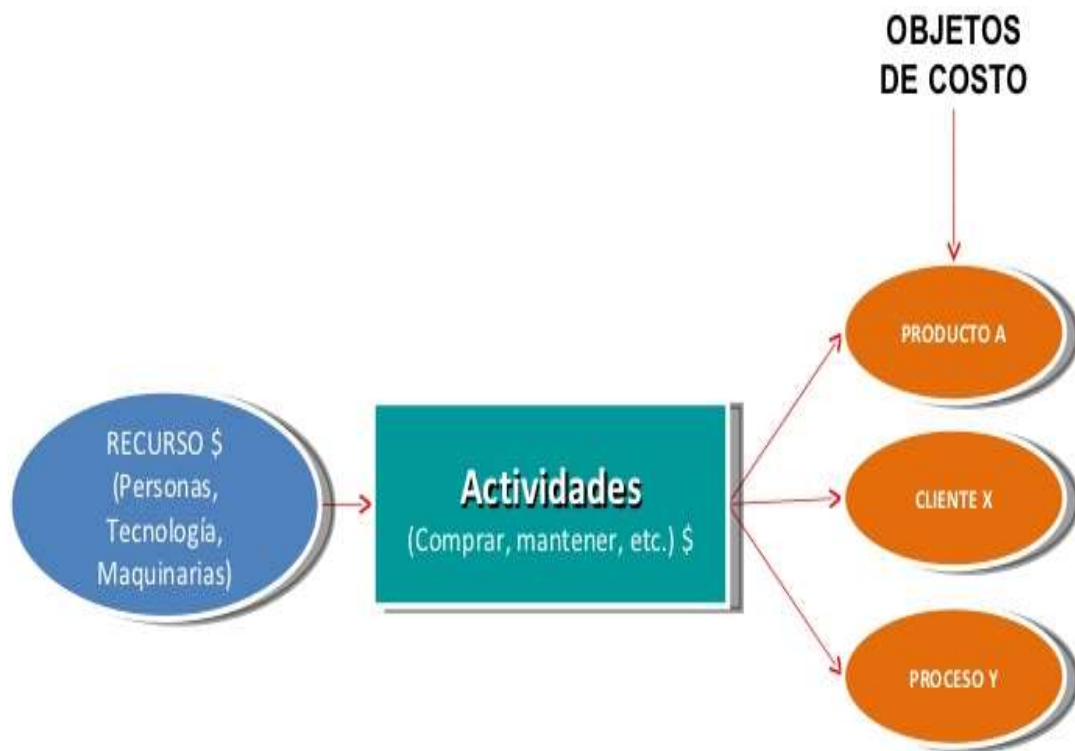 OBJETOS
DE COSTO
PRODUCTO A
RECURSO $
(Personas,
Tecnología,
Maquinarias)
Actividades
(Comprar, mantener, etc.) $
CLIENTE X
PROCESO Y